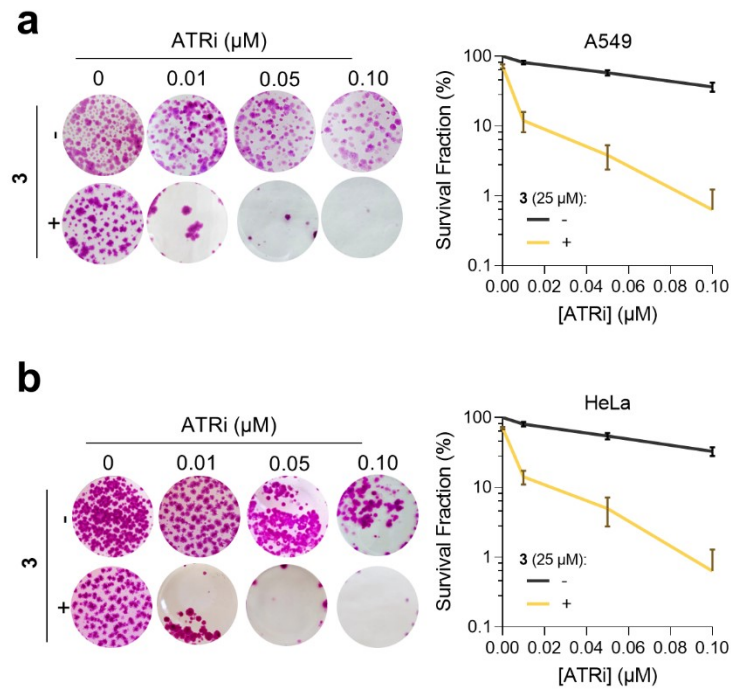 a
ATRi (µM)
0 0.01 0.05 0.10
3
-
+
A549
Survival Fraction (%)
100
10
1
0.1
3 (25 µM):
-
+
0.00 0.02 0.04 0.06 0.08 0.10
[ATRi] (µM)
b
ATRi (µM)
0 0.01 0.05 0.10
3
-
+
HeLa
Survival Fraction (%)
100
10
1
0.1
3 (25 µM):
-
+
0.00 0.02 0.04 0.06 0.08 0.10
[ATRi] (µM)